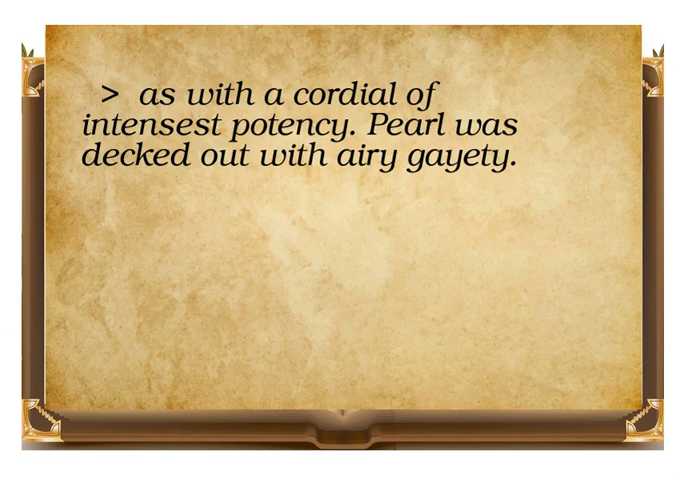 > as with a cordial of
intensest potency. Pearl was
decked out with airy gayety.